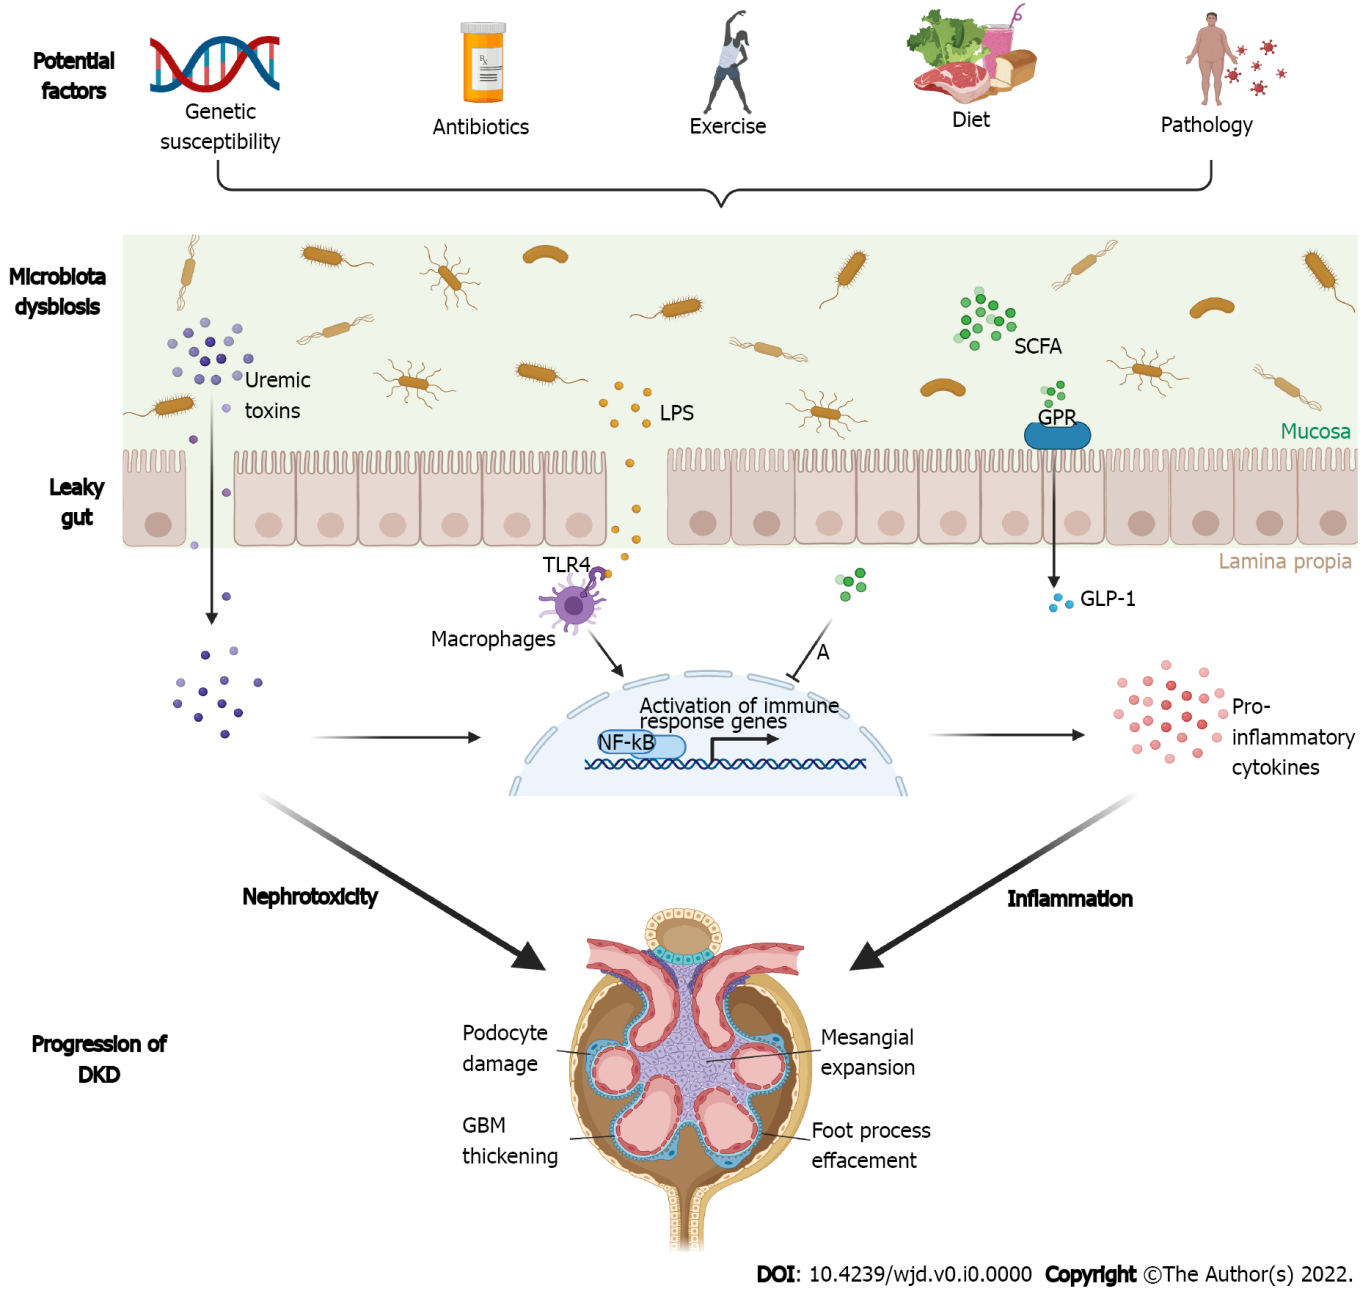 Potential
factors
Genetic
susceptibility
Rx
Antibiotics
Exercise
Diet
Pathology
Microbiota
dysbiosis
Uremic
toxins
LPS
SCFA
GPR
Mucosa
Leaky
gut
TLR4
Lamina propia
Macrophages
GLP-1
A
Activation of immune
response genes
NF-kB
Pro-
inflammatory
cytokines
Nephrotoxicity
Inflammation
Progression of
DKD
Podocyte
damage
Mesangial
expansion
GBM
thickening
Foot process
effacement
DOI: 10.4239/wjd.v0.i0.0000 Copyright ©The Author(s) 2022.